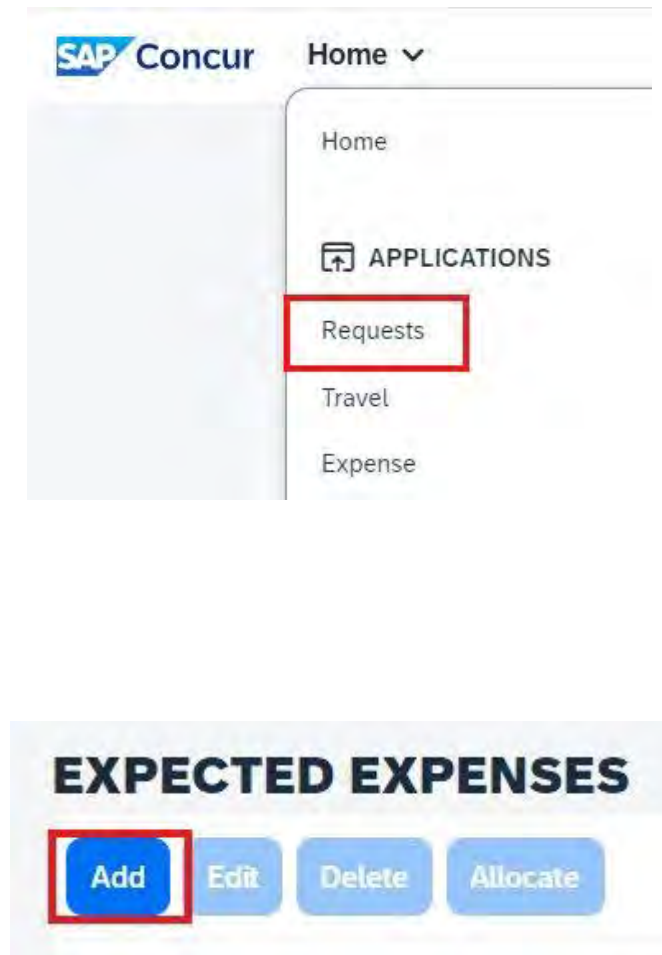 SAP Concur Home
Home
APPLICATIONS
Requests
Travel
Expense
EXPECTED EXPENSES
Add Edit Delete Allocate